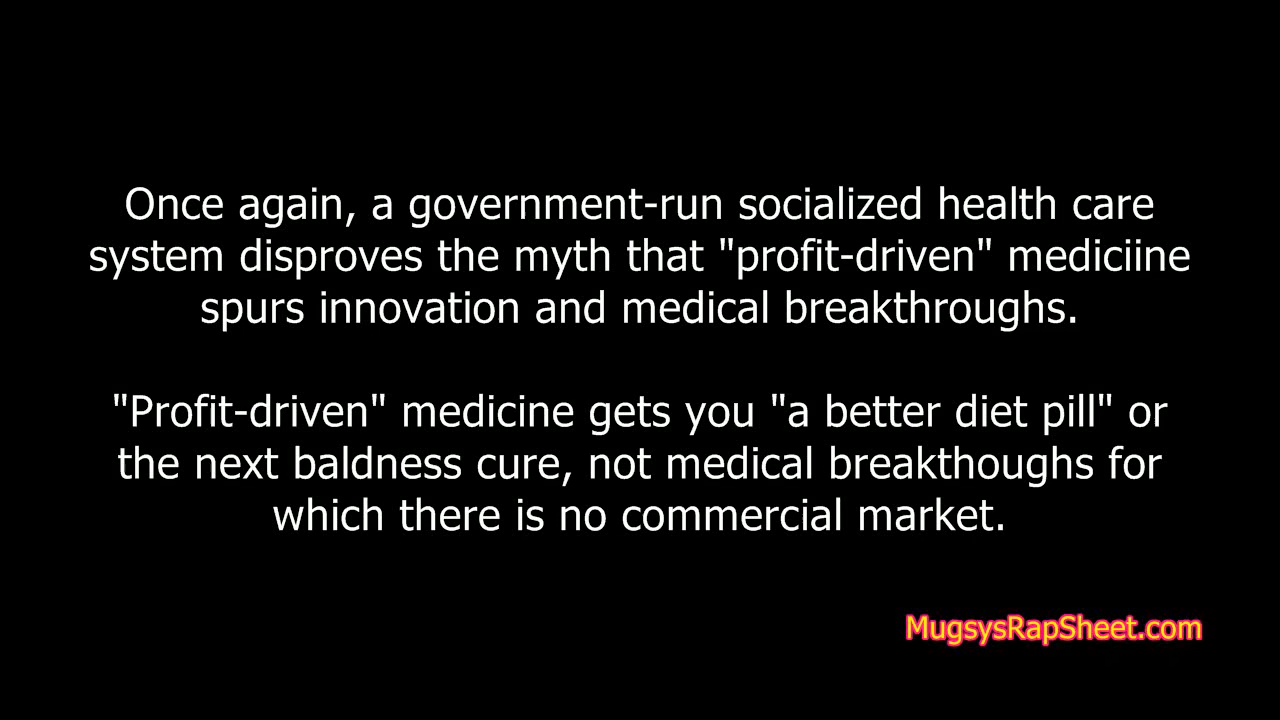 Once again, a government-run socialized health care
system disproves the myth that "profit-driven" mediciine
spurs innovation and medical breakthroughs.
"Profit-driven" medicine gets you "a better diet pill" or
the next baldness cure, not medical breakthoughs for
which there is no commercial market.
MugsysRapSheet.com